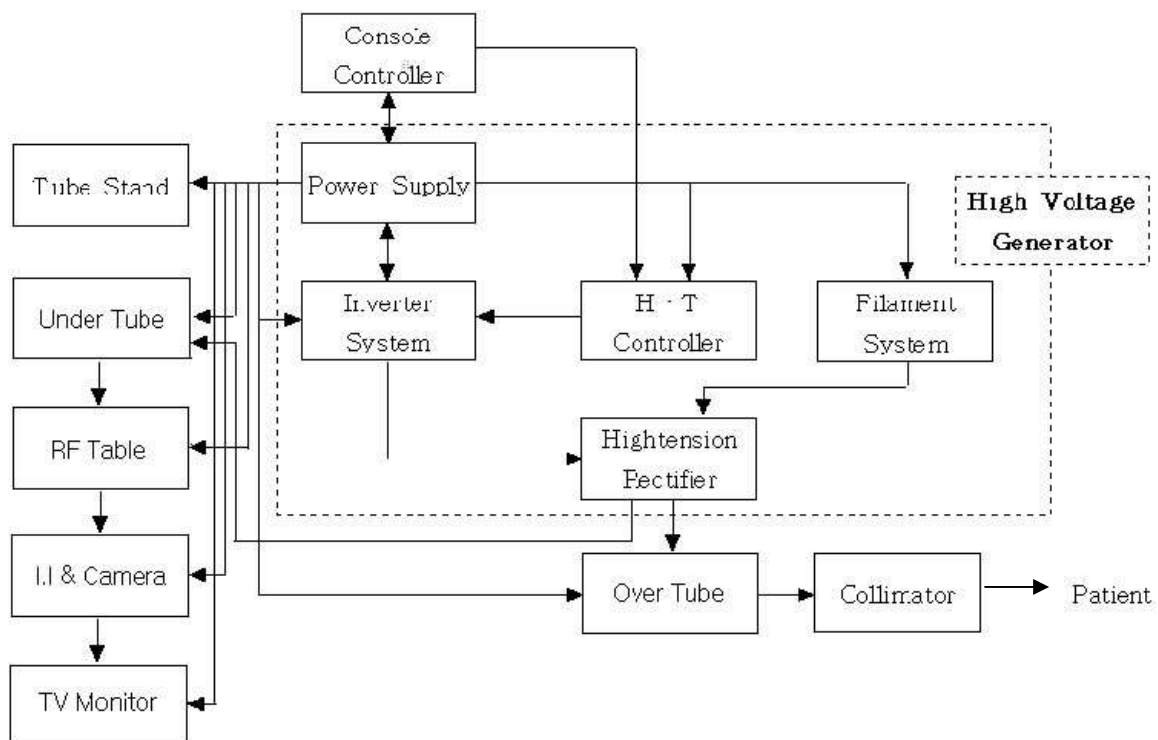 Console
Controller
Tube Stand
Power Supply
High Voltage
Generator
Under Tube
Inverter
System
H - T
Controller
Filament
System
RF Table
Hightension
Rectifier
I.I & Camera
Over Tube
Collimator
Patient
TV Monitor